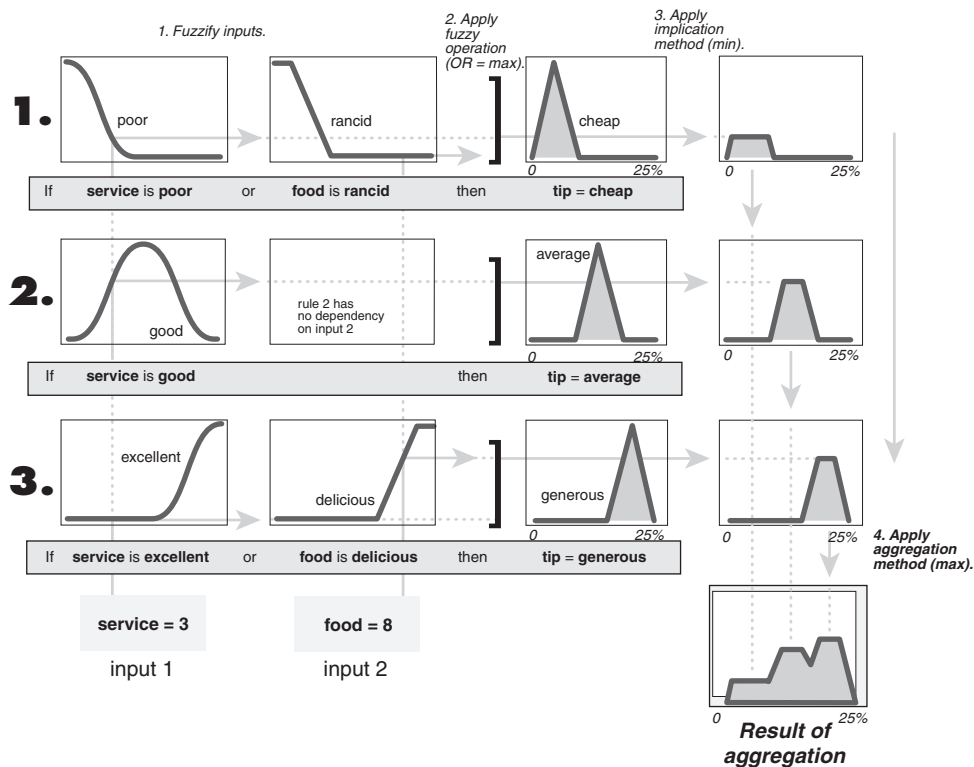 1. Fuzzify inputs.
2. Apply
fuzzy
operation
(OR = max).
3. Apply
implication
method (min).
1.
poor
rancid
cheap
0 25%
0 25%
If service is poor or food is rancid then tip = cheap
2.
good
rule 2 has
no dependency
on input 2
average
0 25%
0 25%
If service is good then tip = average
3.
excellent
delicious
generous
0 25%
0 25%
If service is excellent or food is delicious then tip = generous
4. Apply
aggregation
method (max).
service = 3
food = 8
input 1
input 2
0 25%
Result of
aggregation